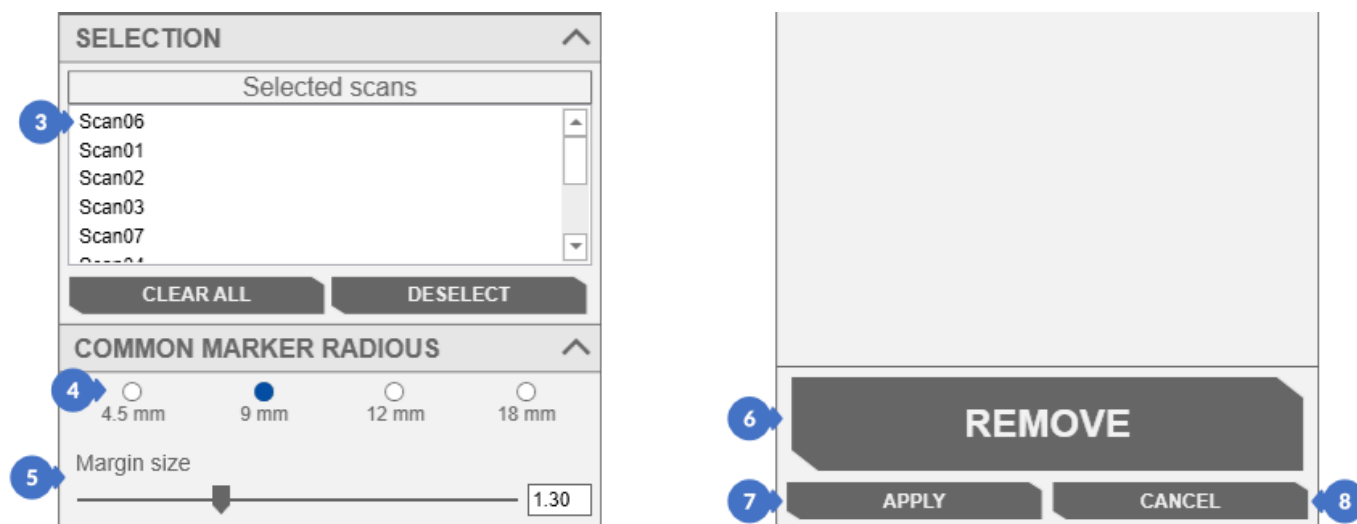 SELECTION
Selected scans
3
Scan06
Scan01
Scan02
Scan03
Scan07
CLEAR ALL DESELECT
COMMON MARKER RADIOUS
4
4.5 mm 9 mm 12 mm 18 mm
5
Margin size
1.30
6
REMOVE
7
APPLY CANCEL
8